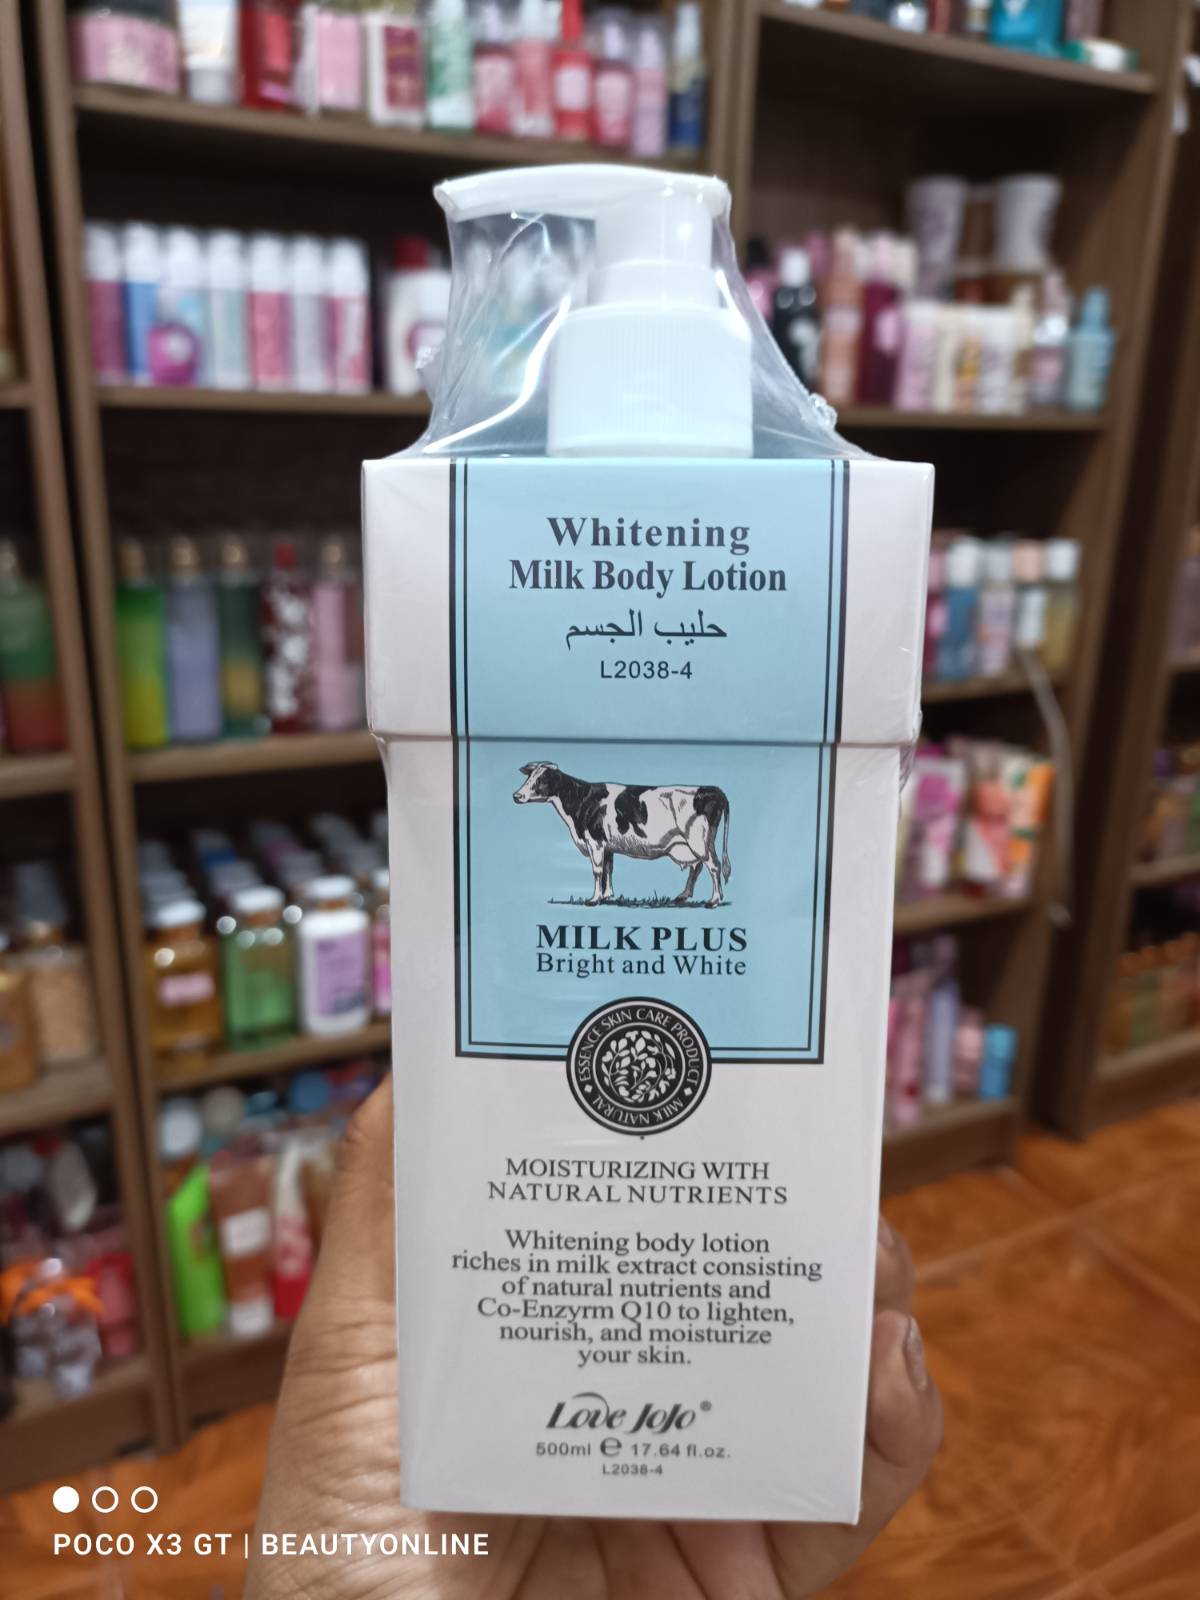 Whitening
Milk Body Lotion
حليب الجسم
L2038-4
MILK PLUS
Bright and White
ESSENCE SKIN CARE PRODUCT
MILK NATURAL
MOISTURIZING WITH
NATURAL NUTRIENTS
Whitening body lotion
riches in milk extract consisting
of natural nutrients and
Co-Enzyrm Q10 to lighten,
nourish, and moisturize
your skin.
Love JoJo®
500ml ℮ 17.64 fl.oz.
L2038-4
POCO X3 GT | BEAUTYONLINE